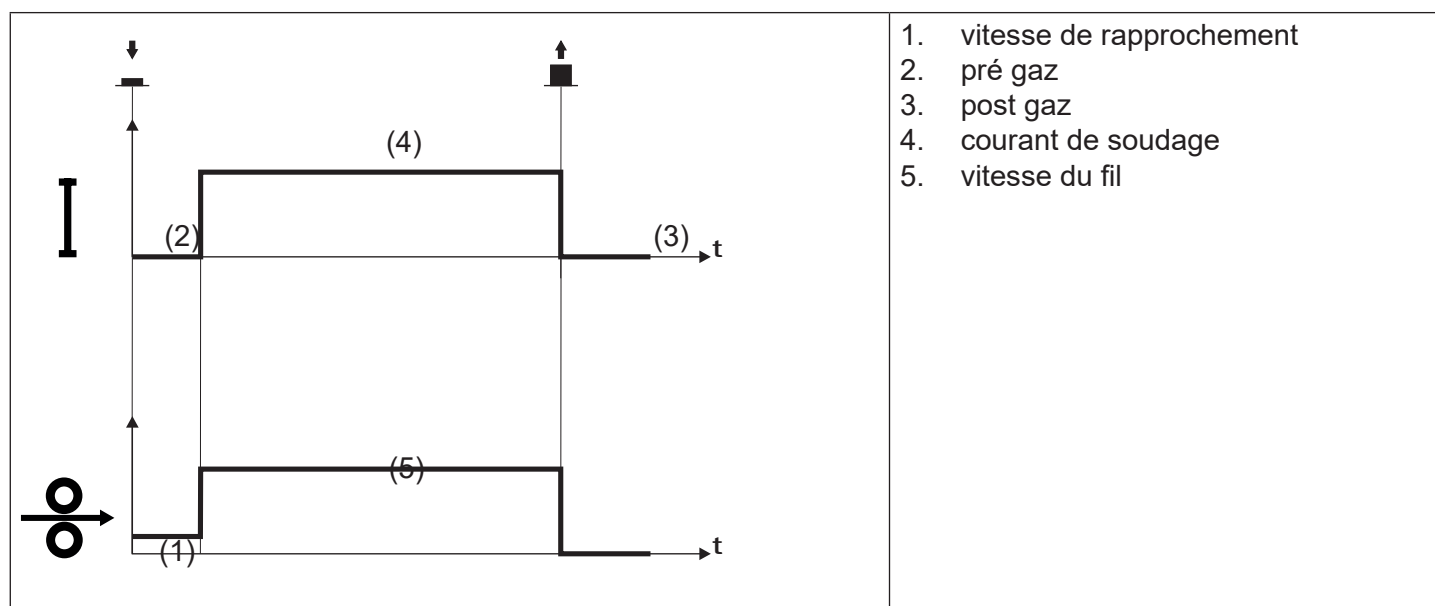 (4)
I
(2)
(3)
t
(5)
(1)
t
1. vitesse de rapprochement
2. pré gaz
3. post gaz
4. courant de soudage
5. vitesse du fil